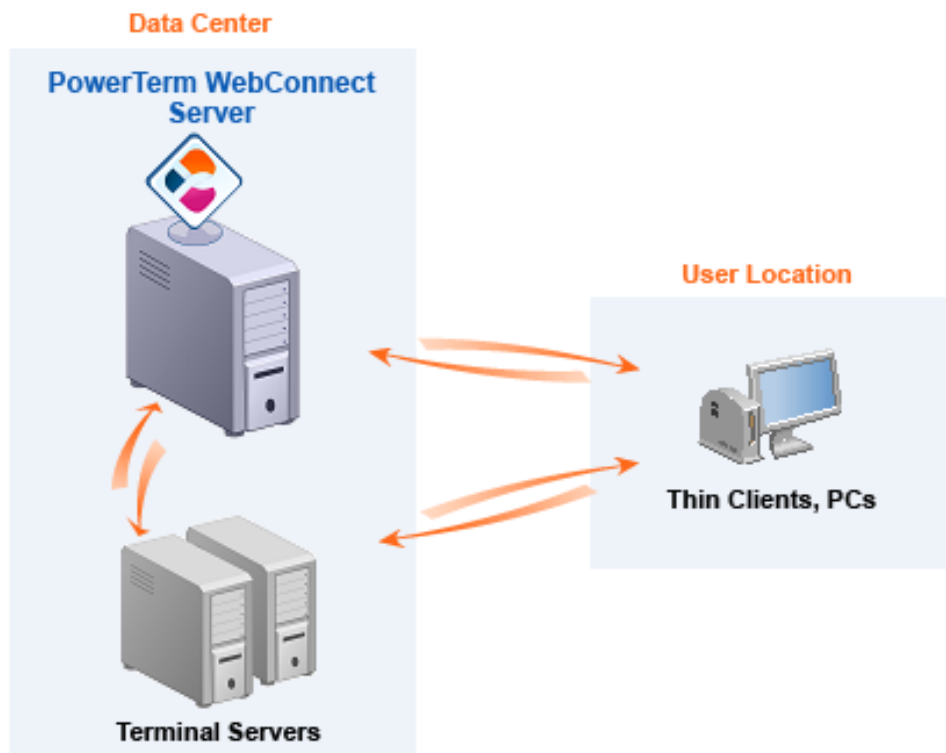 Data Center
PowerTerm WebConnect
Server
User Location
Thin Clients, PCs
Terminal Servers